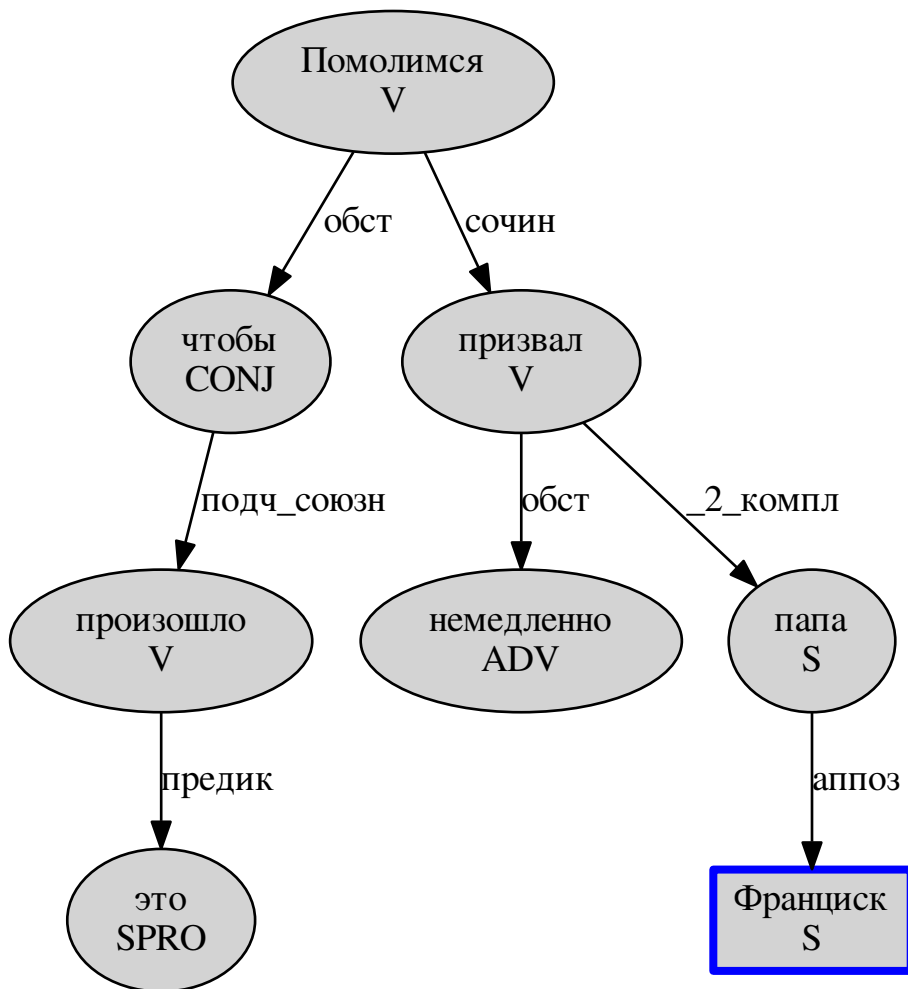 Помолимся
V
обст
сочин
чтобы
CONJ
призвал
V
подч_союзн
обст
_2_компл
произошло
V
немедленно
ADV
папа
S
предик
аппоз
это
SPRO
Франциск
S